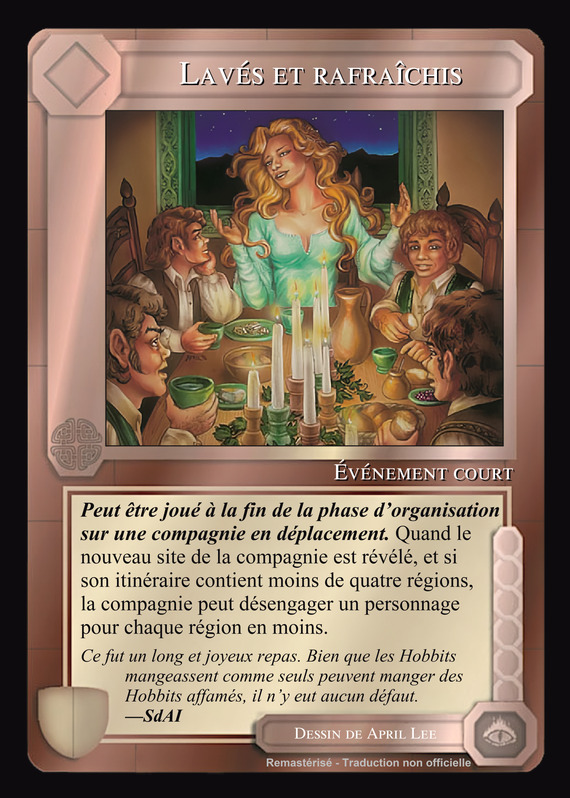 Lavés et rafraîchis
Événement court
Peut être joué à la fin de la phase d'organisation
sur une compagnie en déplacement. Quand le
nouveau site de la compagnie est révélé, et si
son itinéraire contient moins de quatre régions,
la compagnie peut désengager un personnage
pour chaque région en moins.
Ce fut un long et joyeux repas. Bien que les Hobbits
mangeassent comme seuls peuvent manger des
Hobbits affamés, il n'y eut aucun défaut.
—SdAI
Dessin de April Lee
Remastérisé - Traduction non officielle